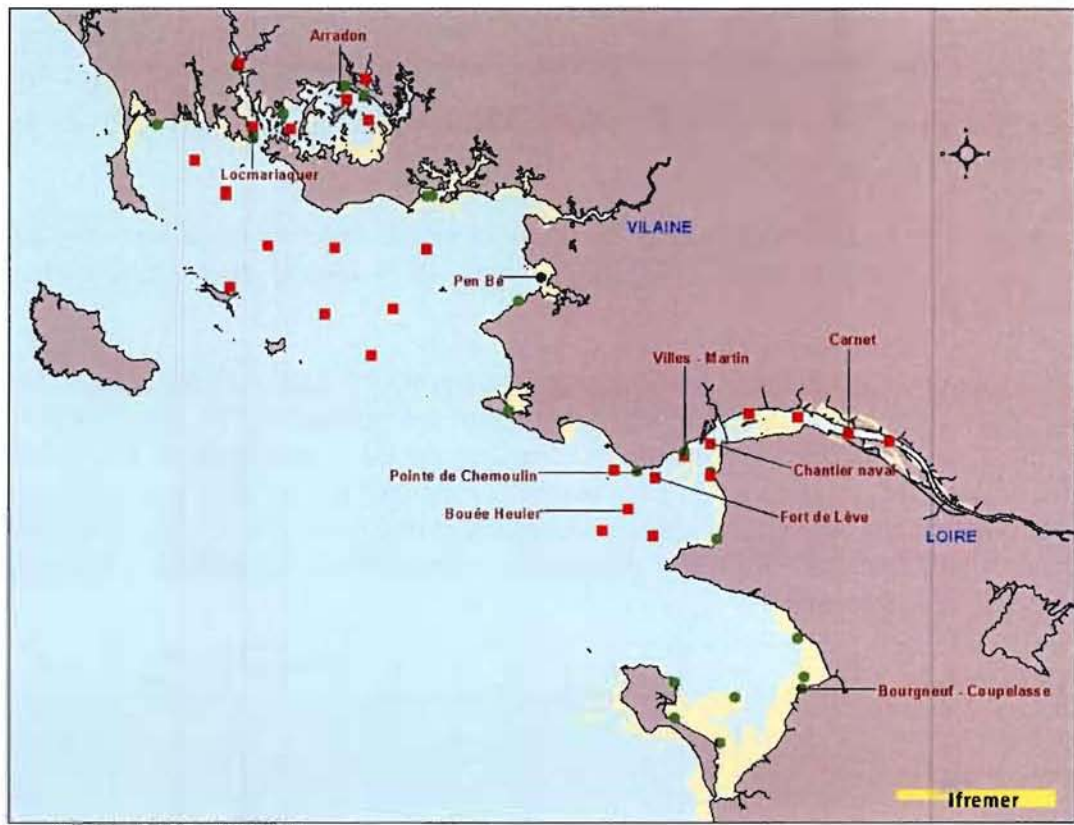 Arradon
Locmariaquer
VILAINE
Pen Bé
Villes - Martin
Carnet
Pointe de Chemoulin
Chantier naval
Bouée Heuler
Fort de Lève
LOIRE
Bourgneuf - Coupelasse
Ifremer